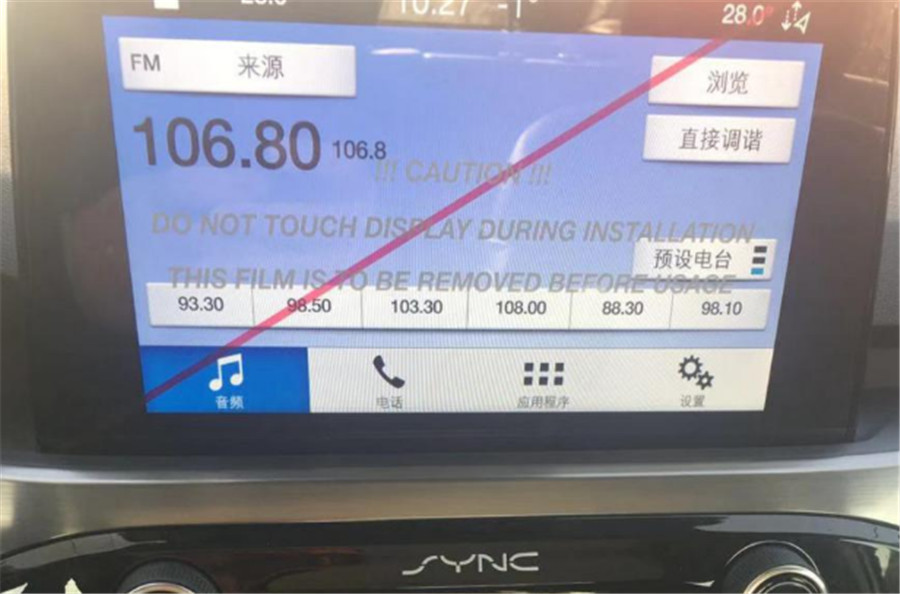 10:27 -1° 28.0°
FM 来源
浏览
106.80 106.8
直接调谐
!!! CAUTION !!!
DO NOT TOUCH DISPLAY DURING INSTALLATION
预设电台
THIS FILM IS TO BE REMOVED BEFORE USAGE
93.30 98.50 103.30 108.00 88.30 98.10
音频 电话 应用程序 设置
SYNC